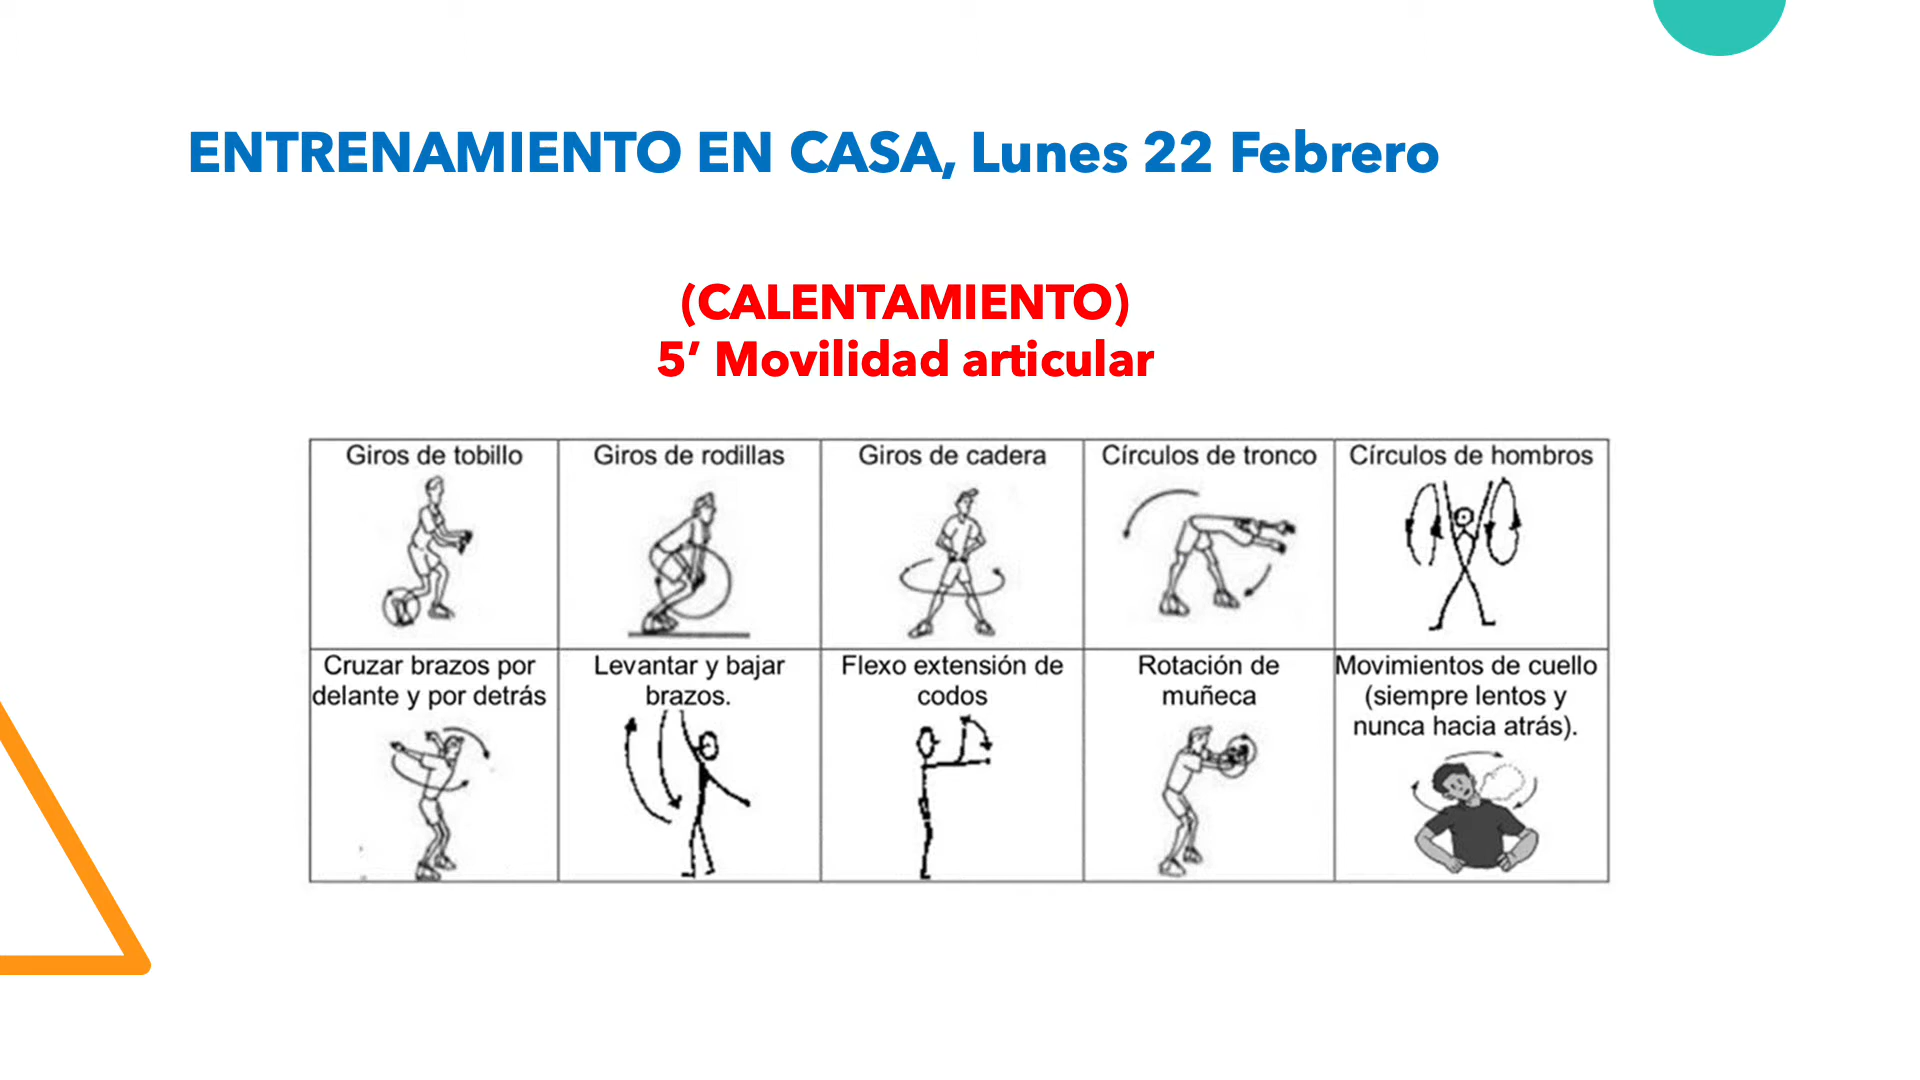 ENTRENAMIENTO EN CASA, Lunes 22 Febrero
(CALENTAMIENTO)
5’ Movilidad articular
Giros de tobillo
Giros de rodillas
Giros de cadera
Círculos de tronco
Círculos de hombros
Cruzar brazos por
delante y por detrás
Levantar y bajar
brazos.
Flexo extensión de
codos
Rotación de
muñeca
Movimientos de cuello
(siempre lentos y
nunca hacia atrás).